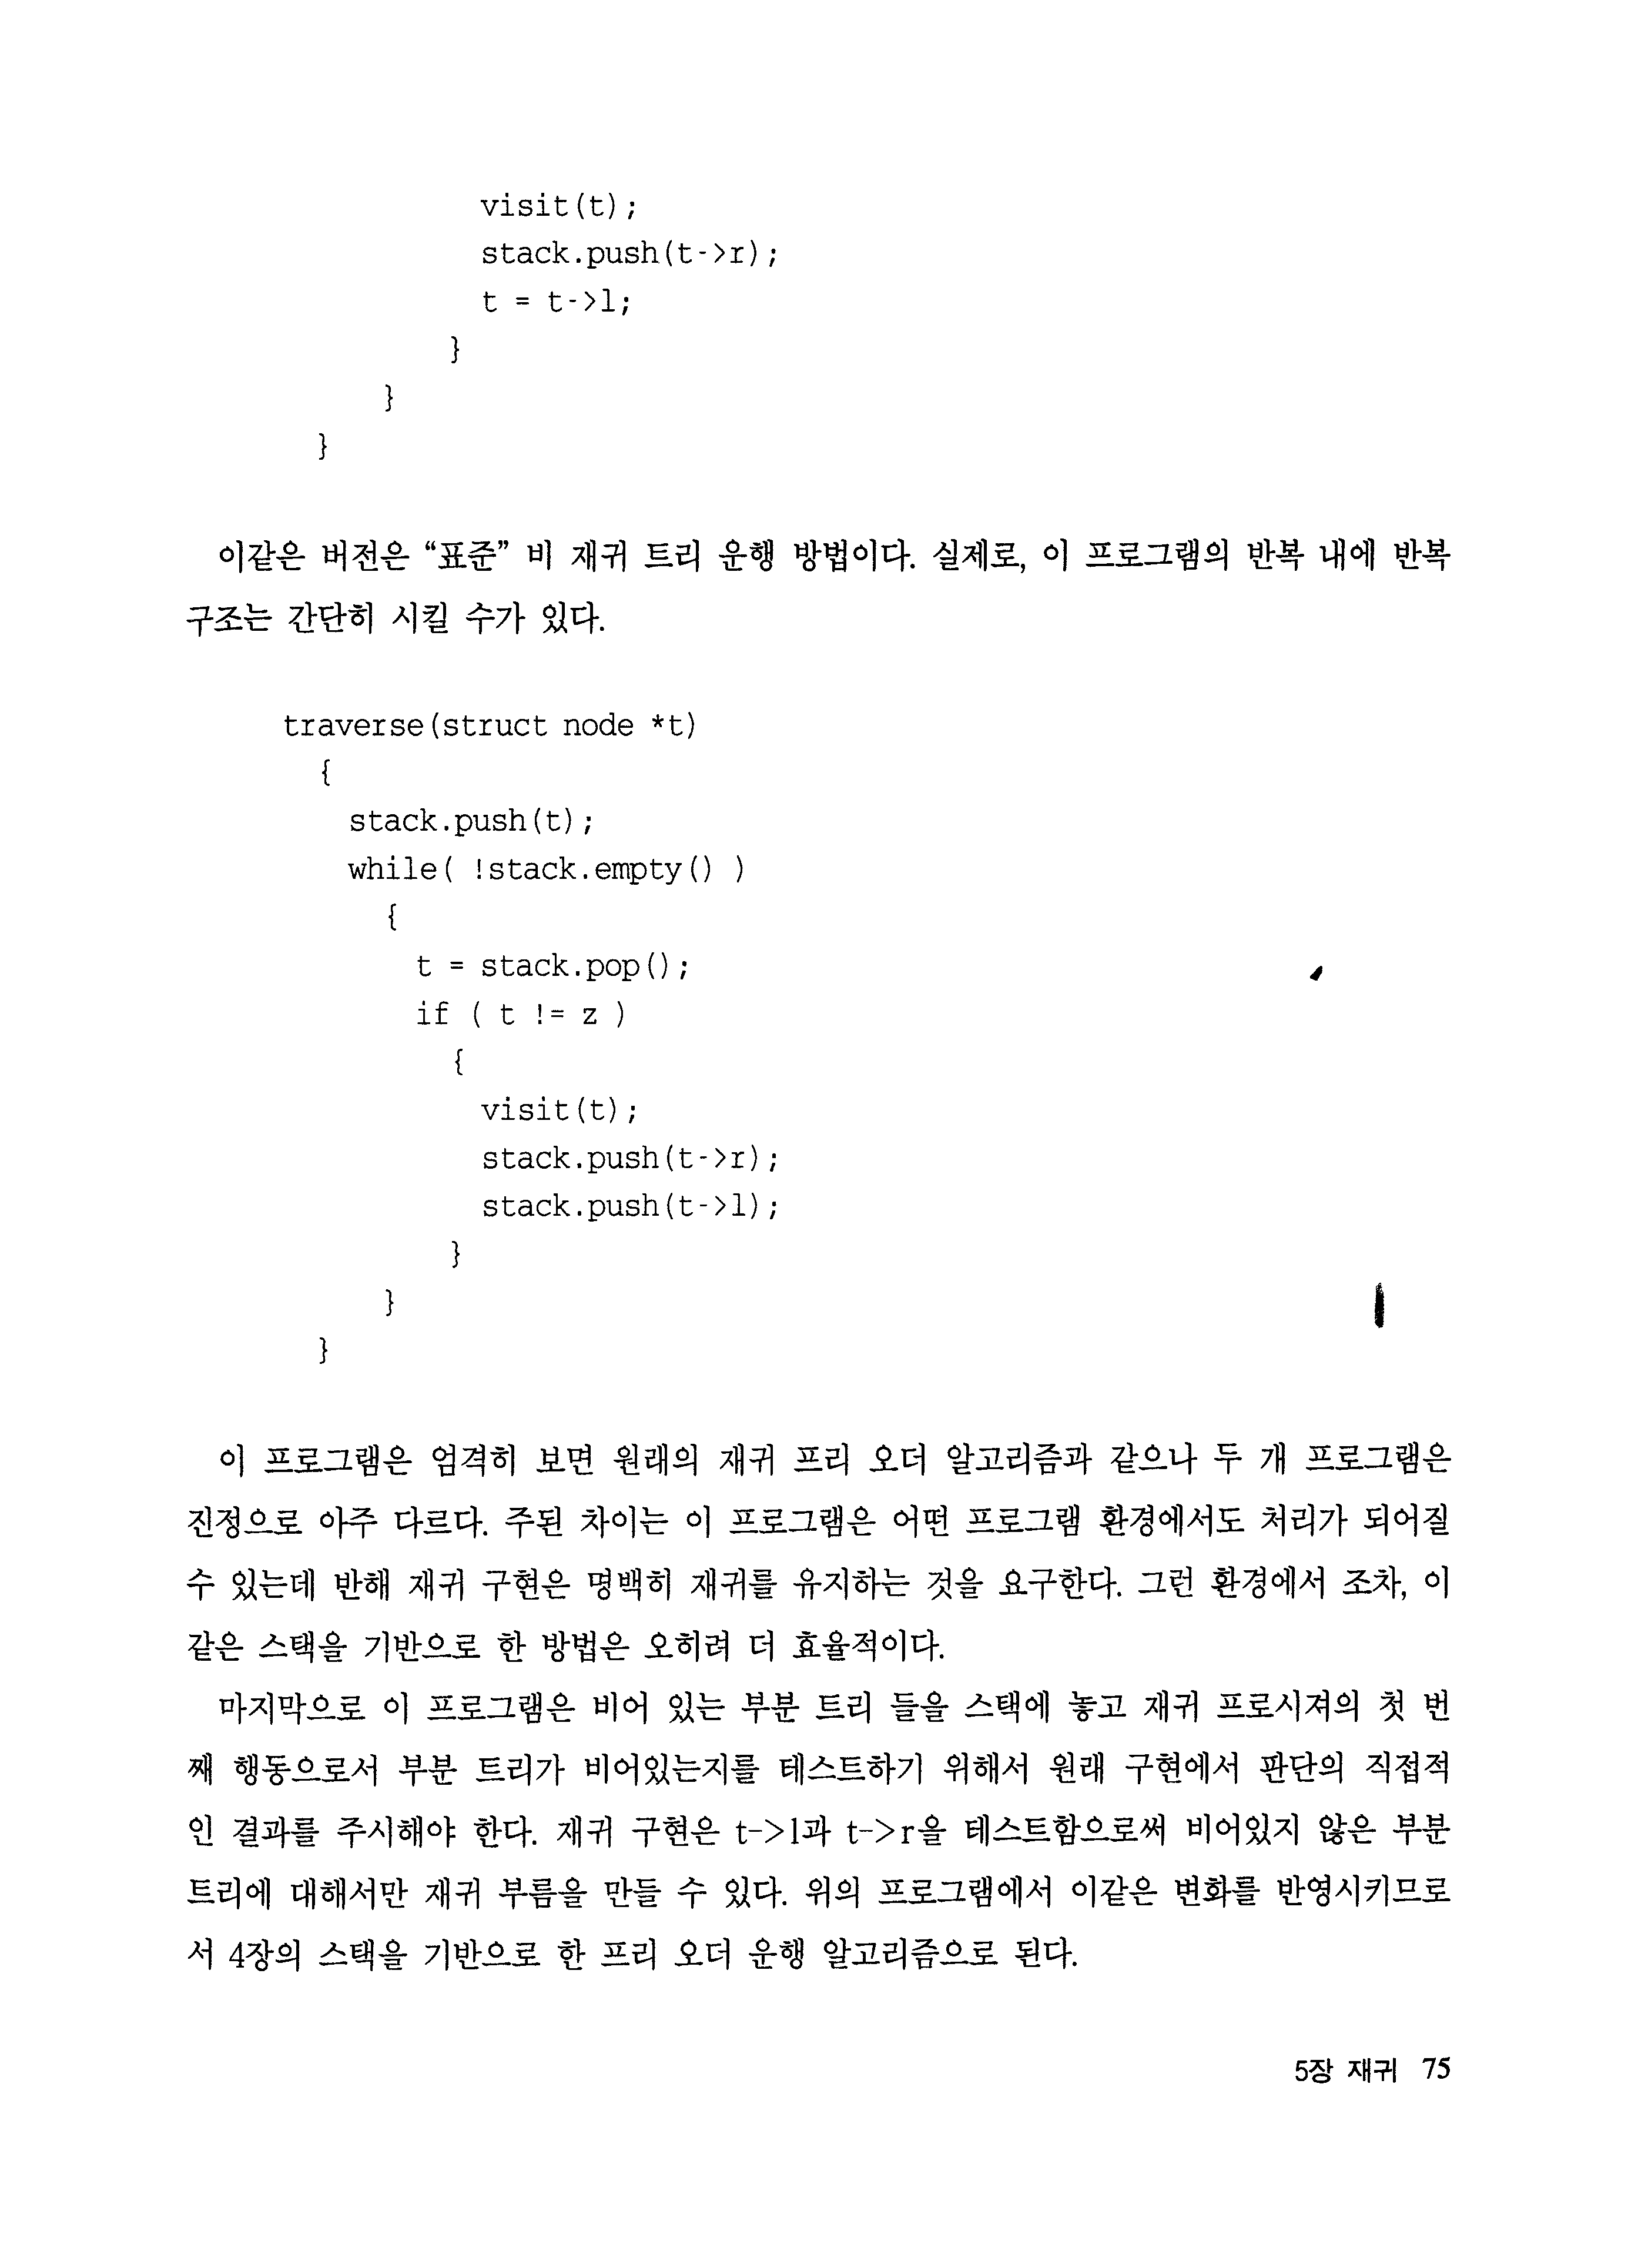 visit(t);
stack.push(t->r);
t = t->l;
}
}
}
이같은 버전은 “표준” 비 재귀 트리 운행 방법이다. 실제로, 이 프로그램의 반복 내에 반복
구조는 간단히 시킬 수가 있다.
traverse(struct node *t)
{
stack.push(t);
while( !stack.empty() )
{
t = stack.pop();
if ( t != z )
{
visit(t);
stack.push(t->r);
stack.push(t->l);
}
}
}
이 프로그램은 엄격히 보면 원래의 재귀 프리 오더 알고리즘과 같으나 두 개 프로그램은
진정으로 아주 다르다. 주된 차이는 이 프로그램은 어떤 프로그램 환경에서도 처리가 되어질
수 있는데 반해 재귀 구현은 명백히 재귀를 유지하는 것을 요구한다. 그런 환경에서 조차, 이
같은 스택을 기반으로 한 방법은 오히려 더 효율적이다.
마지막으로 이 프로그램은 비어 있는 부분 트리 들을 스택에 놓고 재귀 프로시져의 첫 번
째 행동으로서 부분 트리가 비어있는지를 테스트하기 위해서 원래 구현에서 판단의 직접적
인 결과를 주시해야 한다. 재귀 구현은 t->l과 t->r을 테스트함으로써 비어있지 않은 부분
트리에 대해서만 재귀 부름을 만들 수 있다. 위의 프로그램에서 이같은 변화를 반영시키므로
서 4장의 스택을 기반으로 한 프리 오더 운행 알고리즘으로 된다.
5장 재귀 75